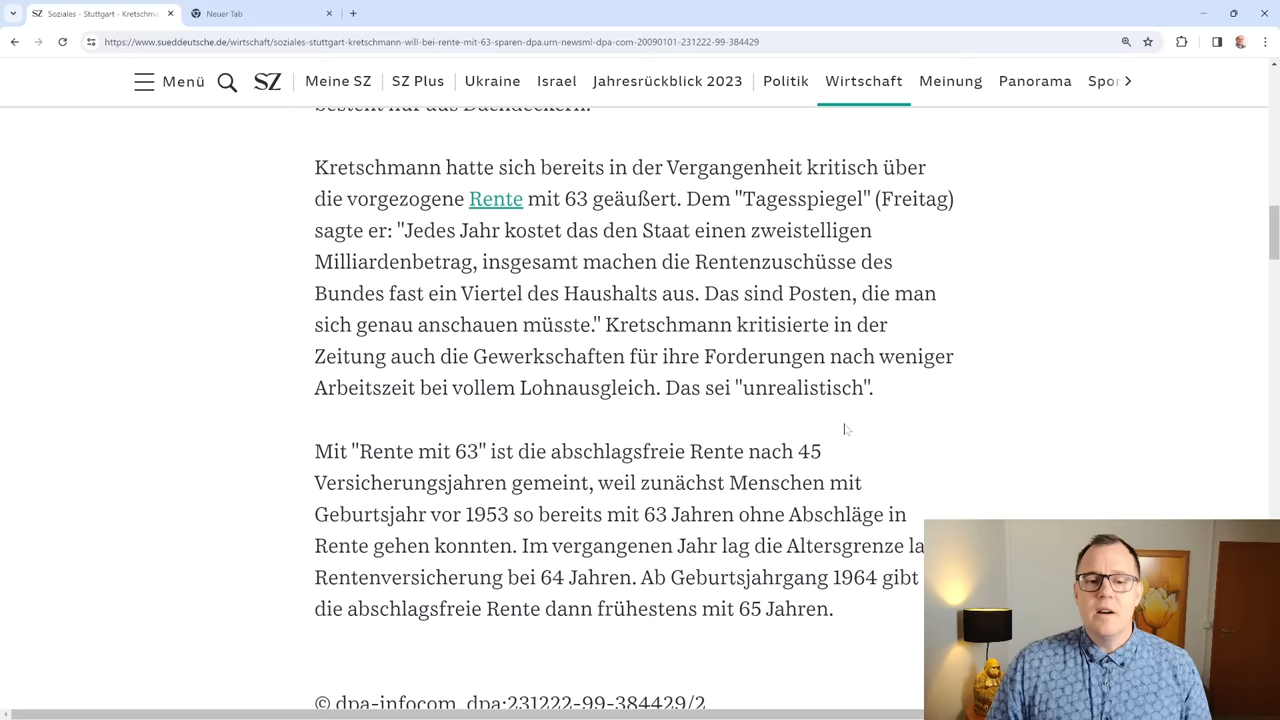 Soziales - Stuttgart - Kretschma
Neuer Tab
https://www.sueddeutsche.de/wirtschaft/soziales-stuttgart-kretschmann-will-bei-rente-mit-63-sparen-dpa.urn-newsml-dpa-com-20090101-231222-99-384429
Menü SZ Meine SZ SZ Plus Ukraine Israel Jahresrückblick 2023 Politik Wirtschaft Meinung Panorama Spor
besteht nur aus Dachdeckern.
Kretschmann hatte sich bereits in der Vergangenheit kritisch über
die vorgezogene Rente mit 63 geäußert. Dem "Tagesspiegel" (Freitag)
sagte er: "Jedes Jahr kostet das den Staat einen zweistelligen
Milliardenbetrag, insgesamt machen die Rentenzuschüsse des
Bundes fast ein Viertel des Haushalts aus. Das sind Posten, die man
sich genau anschauen müsste." Kretschmann kritisierte in der
Zeitung auch die Gewerkschaften für ihre Forderungen nach weniger
Arbeitszeit bei vollem Lohnausgleich. Das sei "unrealistisch".
Mit "Rente mit 63" ist die abschlagsfreie Rente nach 45
Versicherungsjahren gemeint, weil zunächst Menschen mit
Geburtsjahr vor 1953 so bereits mit 63 Jahren ohne Abschläge in
Rente gehen konnten. Im vergangenen Jahr lag die Altersgrenze la
Rentenversicherung bei 64 Jahren. Ab Geburtsjahrgang 1964 gibt
die abschlagsfreie Rente dann frühestens mit 65 Jahren.
© dpa-infocom, dpa:231222-99-384429/2